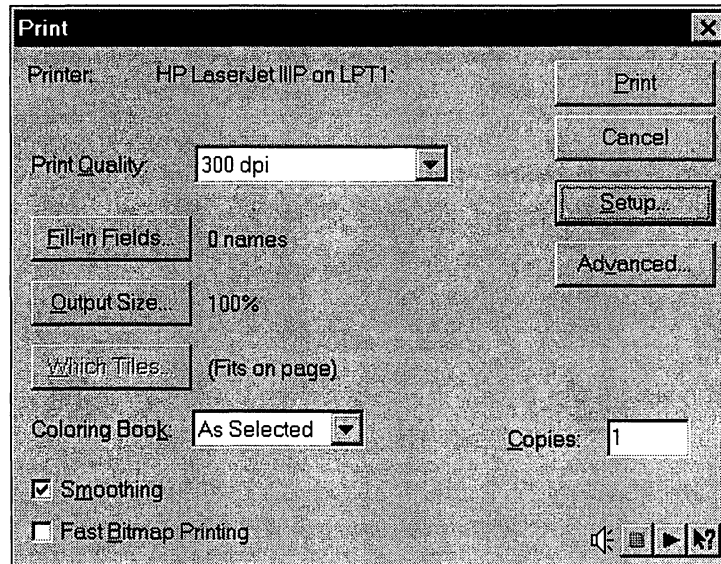 Print
Printer: HP LaserJet IIIP on LPT1:
Print
Cancel
Print Quality: 300 dpi
Setup...
Fill-in Fields... 0 names
Advanced...
Output Size... 100%
Which Tiles... (Fits on page)
Coloring Book: As Selected
Copies: 1
Smoothing
Fast Bitmap Printing
?